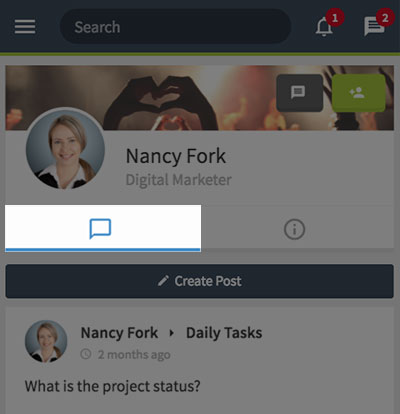 Search
1
2
Nancy Fork
Digital Marketer
Create Post
Nancy Fork Daily Tasks
2 months ago
What is the project status?